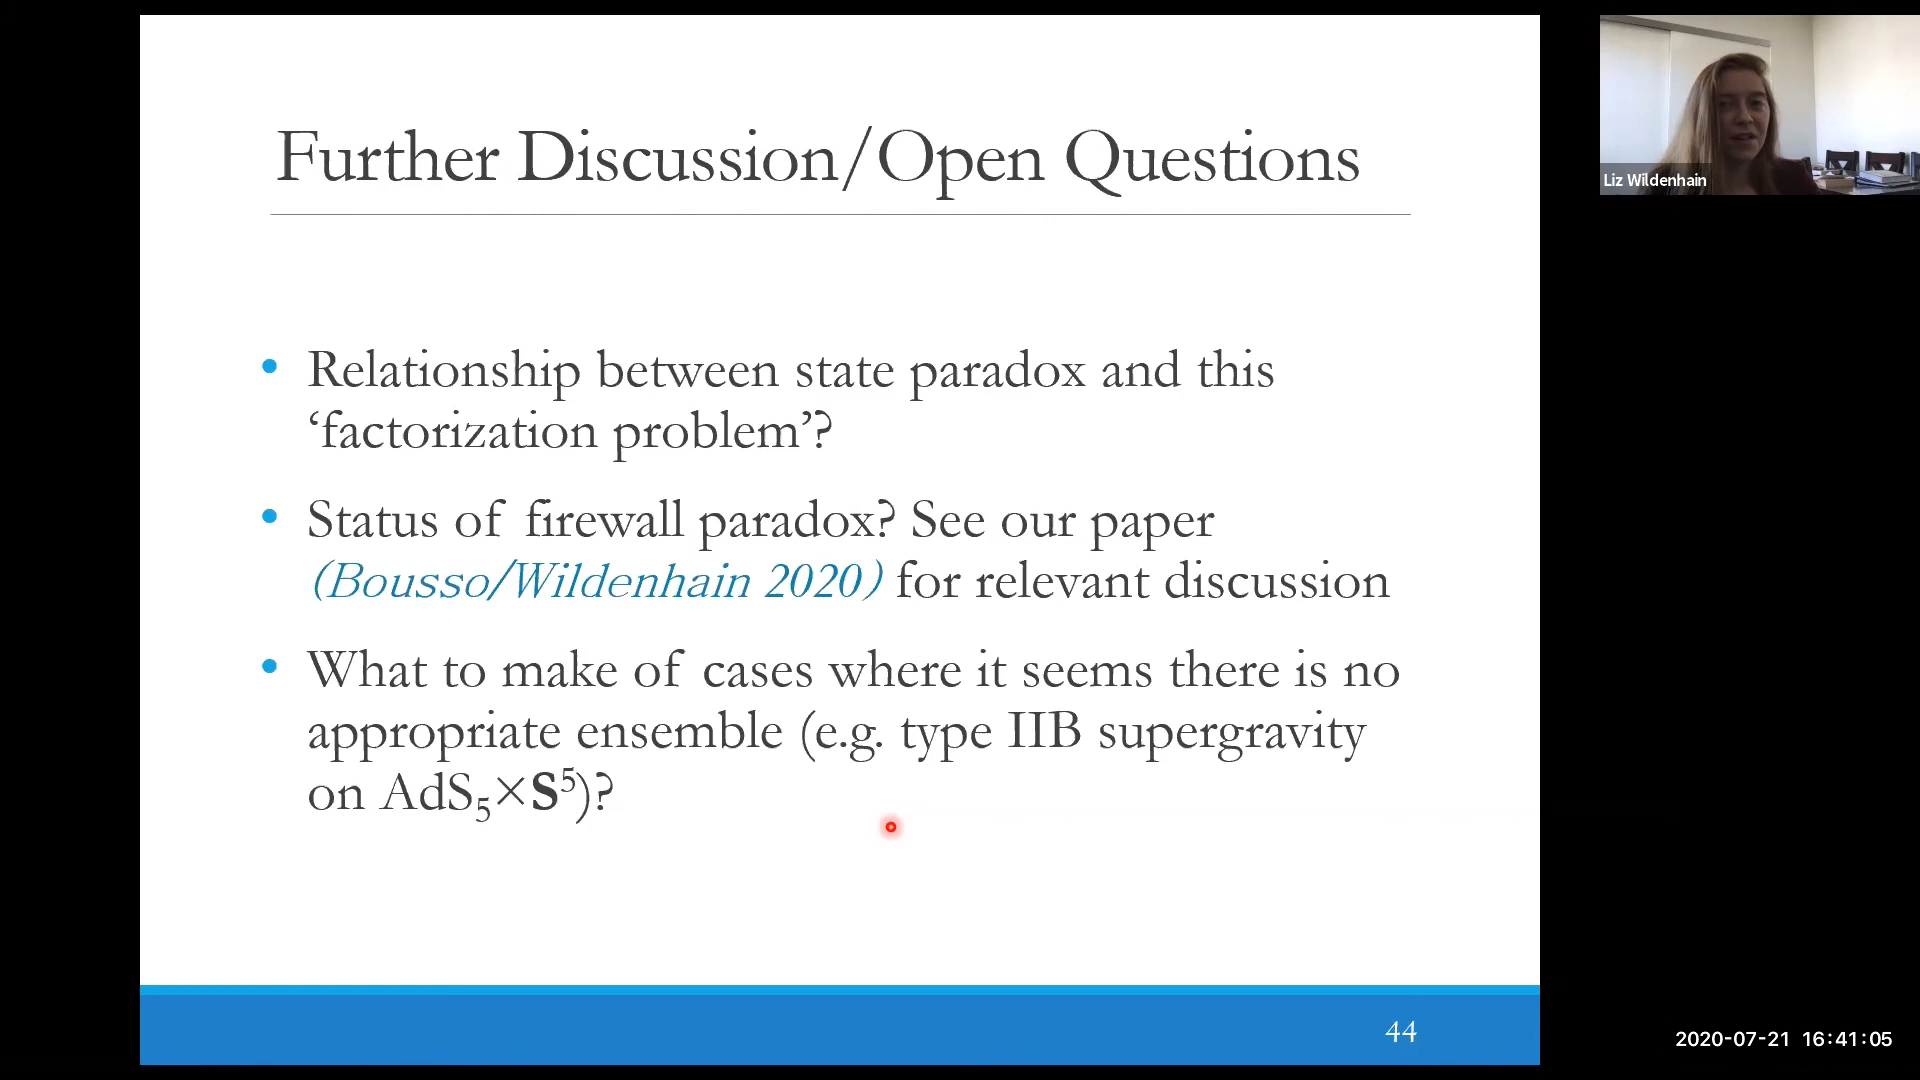 Further Discussion/Open Questions
Liz Wildenhain
• Relationship between state paradox and this
‘factorization problem’?
• Status of firewall paradox? See our paper
(Bousso/Wildenhain 2020) for relevant discussion
• What to make of cases where it seems there is no
appropriate ensemble (e.g. type IIB supergravity
on AdS₅×S⁵)?
44
2020-07-21 16:41:05